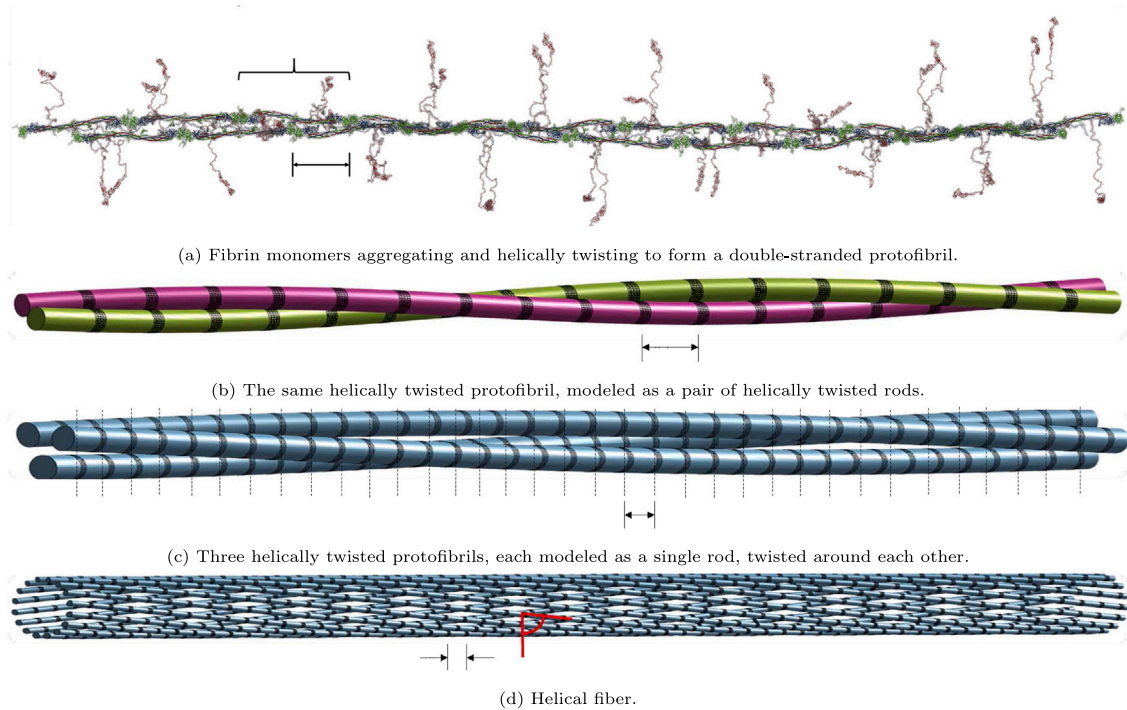 (a) Fibrin monomers aggregating and helically twisting to form a double-stranded protofibril.
(b) The same helically twisted protofibril, modeled as a pair of helically twisted rods.
(c) Three helically twisted protofibrils, each modeled as a single rod, twisted around each other.
(d) Helical fiber.